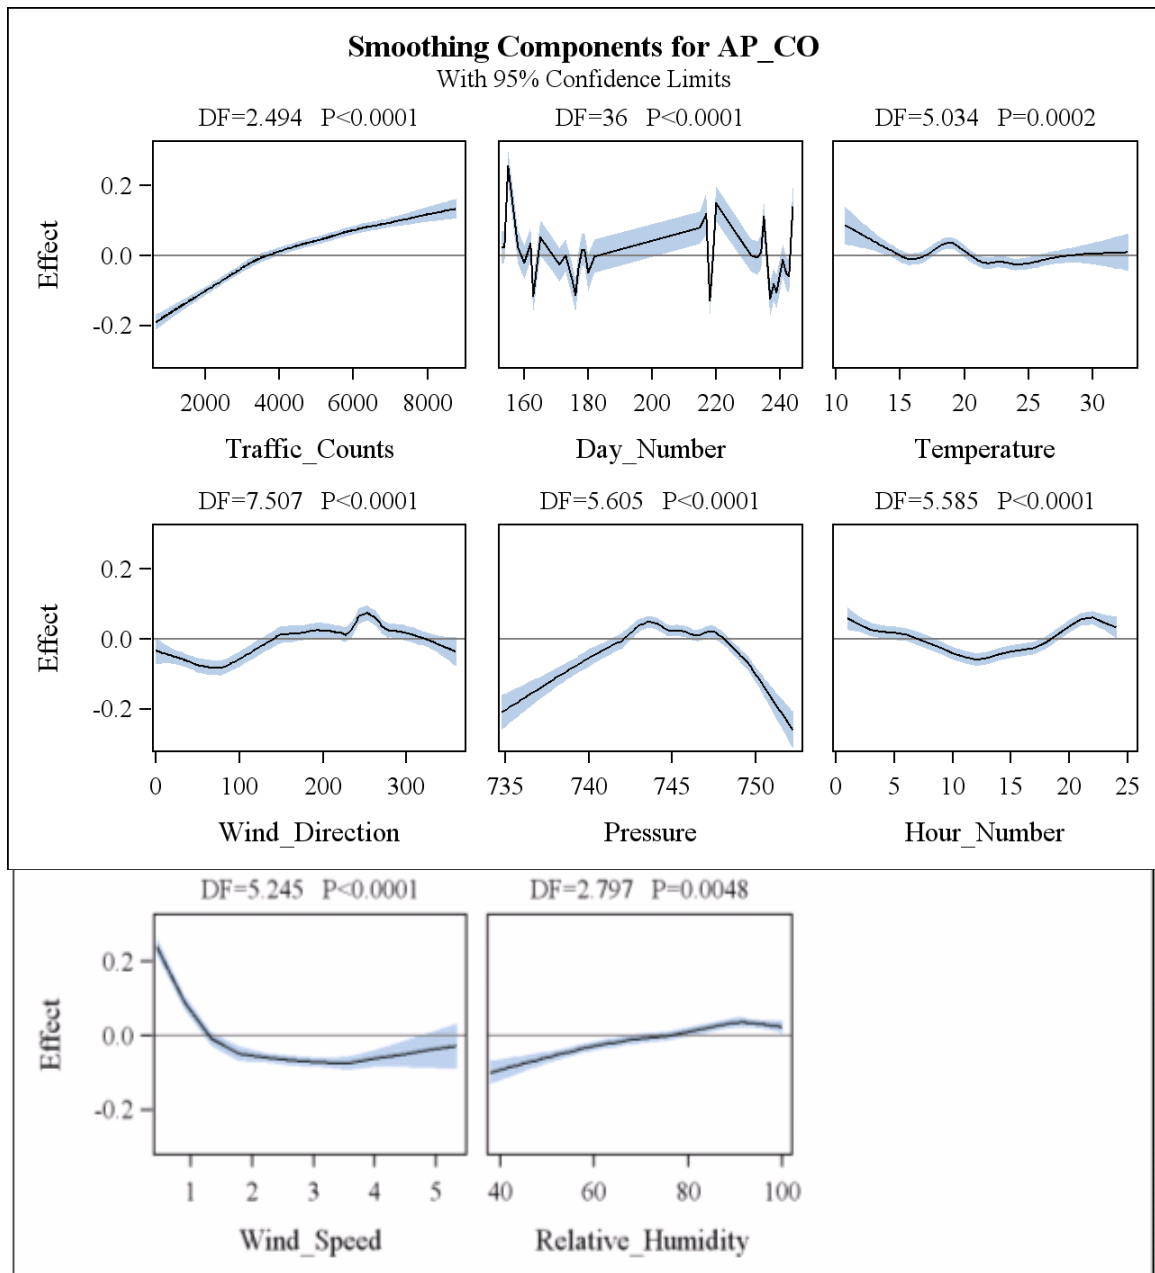 Smoothing Components for AP_CO
With 95% Confidence Limits
DF=2.494 P<0.0001
DF=36 P<0.0001
DF=5.034 P=0.0002
Effect
0.2
0.0
-0.2
2000 4000 6000 8000
160 180 200 220 240
10 15 20 25 30
Traffic_Counts
Day_Number
Temperature
DF=7.507 P<0.0001
DF=5.605 P<0.0001
DF=5.585 P<0.0001
Effect
0.2
0.0
-0.2
0 100 200 300
735 740 745 750
0 5 10 15 20 25
Wind_Direction
Pressure
Hour_Number
DF=5.245 P<0.0001
DF=2.797 P=0.0048
Effect
0.2
0.0
-0.2
1 2 3 4 5
40 60 80 100
Wind_Speed
Relative_Humidity